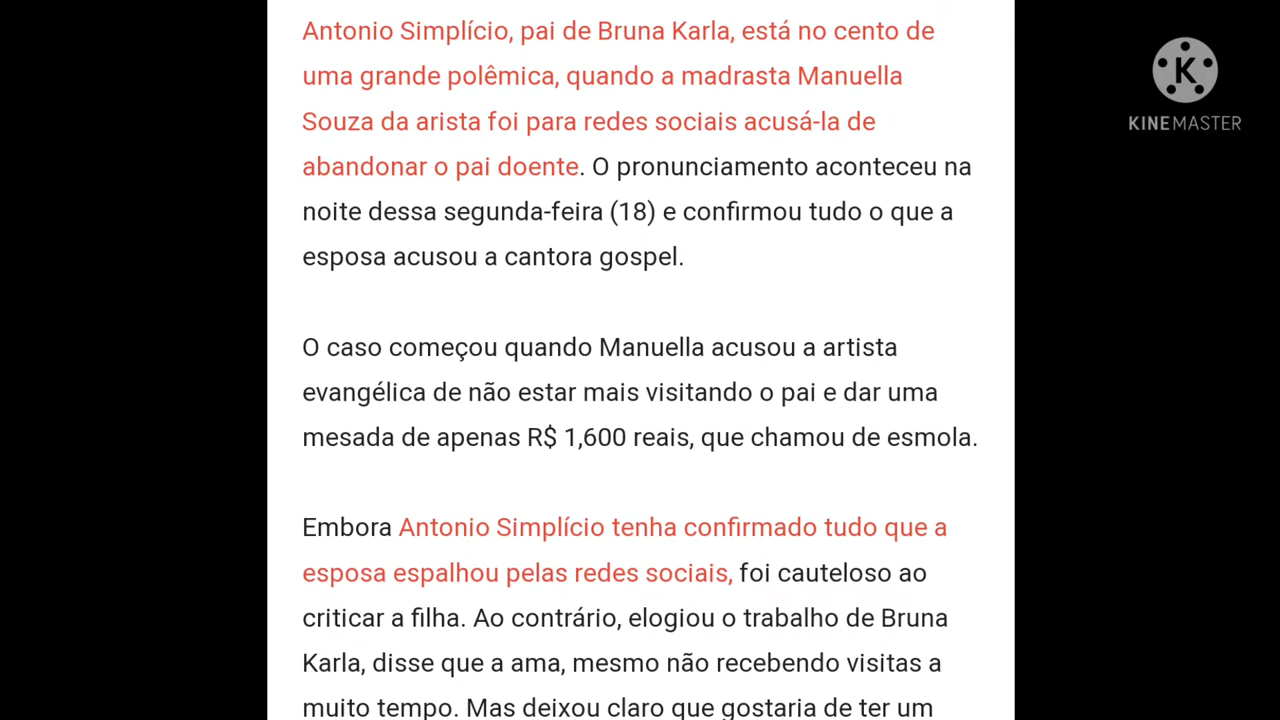 Antonio Simplício, pai de Bruna Karla, está no cento de
uma grande polêmica, quando a madrasta Manuella
Souza da arista foi para redes sociais acusá-la de
abandonar o pai doente. O pronunciamento aconteceu na
noite dessa segunda-feira (18) e confirmou tudo o que a
esposa acusou a cantora gospel.
O caso começou quando Manuella acusou a artista
evangélica de não estar mais visitando o pai e dar uma
mesada de apenas R$ 1,600 reais, que chamou de esmola.
Embora Antonio Simplício tenha confirmado tudo que a
esposa espalhou pelas redes sociais, foi cauteloso ao
criticar a filha. Ao contrário, elogiou o trabalho de Bruna
Karla, disse que a ama, mesmo não recebendo visitas a
muito tempo. Mas deixou claro que gostaria de ter um
K
KINEMASTER